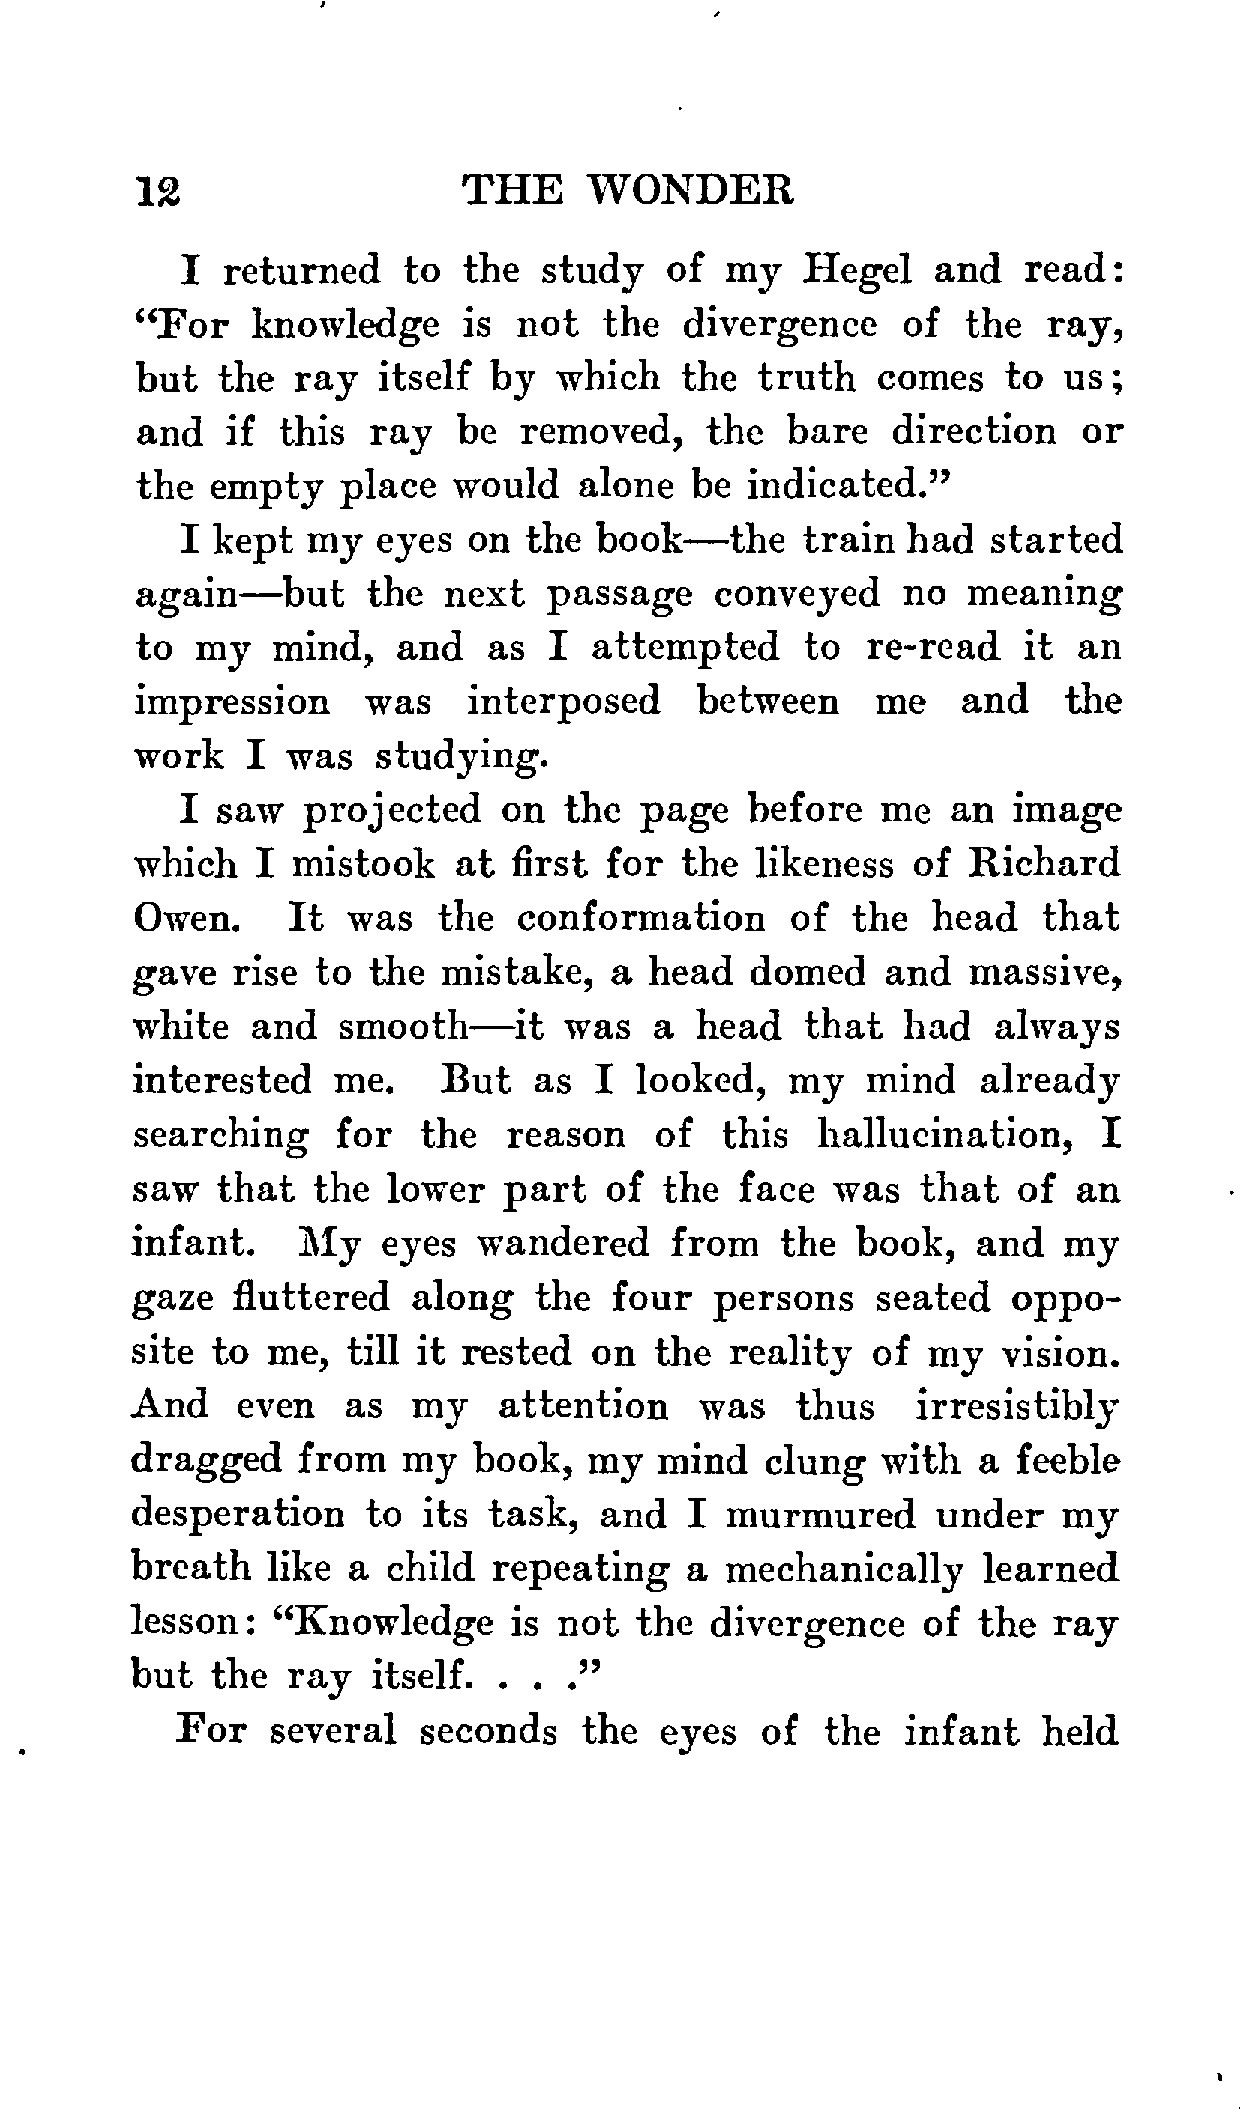 12 THE WONDER
I returned to the study of my Hegel and read:
“For knowledge is not the divergence of the ray,
but the ray itself by which the truth comes to us;
and if this ray be removed, the bare direction or
the empty place would alone be indicated.”
I kept my eyes on the book—the train had started
again—but the next passage conveyed no meaning
to my mind, and as I attempted to re-read it an
impression was interposed between me and the
work I was studying.
I saw projected on the page before me an image
which I mistook at first for the likeness of Richard
Owen. It was the conformation of the head that
gave rise to the mistake, a head domed and massive,
white and smooth—it was a head that had always
interested me. But as I looked, my mind already
searching for the reason of this hallucination, I
saw that the lower part of the face was that of an
infant. My eyes wandered from the book, and my
gaze fluttered along the four persons seated oppo-
site to me, till it rested on the reality of my vision.
And even as my attention was thus irresistibly
dragged from my book, my mind clung with a feeble
desperation to its task, and I murmured under my
breath like a child repeating a mechanically learned
lesson: “Knowledge is not the divergence of the ray
but the ray itself. . . .”
For several seconds the eyes of the infant held